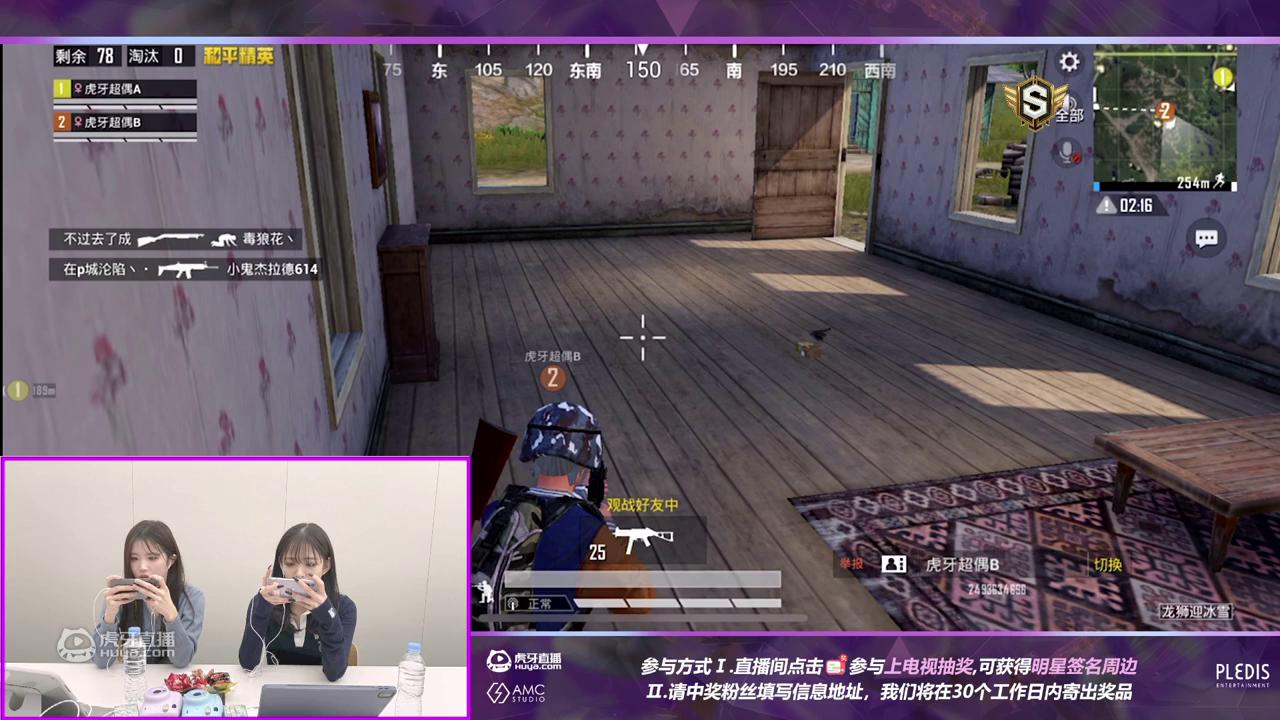 剩余 78 淘汰 0 和平精英
75 东 105 120 东南 150 165 南 195 210 西南
1 虎牙超偶A
2 虎牙超偶B
S
全部
1
2
254m
02:16
不过去了成 毒狼花丶
在p城沦陷丶· 小鬼杰拉德614
1 189m
虎牙超偶B
2
观战好友中
25
正常
举报 虎牙超偶B 切换
2493634696
龙狮迎冰雪
虎牙直播
Huya.com
虎牙直播
HUYA.COM
AMC
STUDIO
参与方式Ⅰ.直播间点击 参与上电视抽奖,可获得明星签名周边
Ⅱ.请中奖粉丝填写信息地址，我们将在30个工作日内寄出奖品
PLEDIS
ENTERTAINMENT